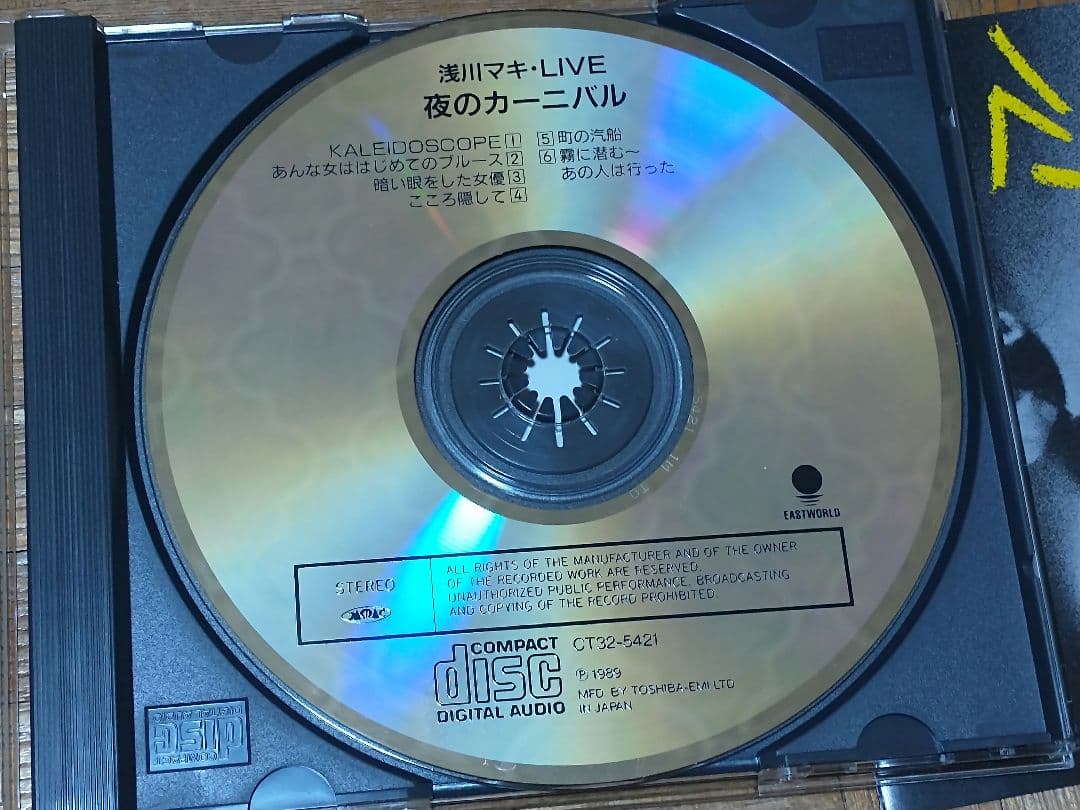 浅川マキ・LIVE
夜のカーニバル
KALEIDOSCOPE 1
あんな女ははじめてのブルース 2
暗い眼をした女優 3
こころ隠して 4
5 町の汽船
6 霧に潜む〜
あの人は行った
EASTWORLD
STEREO
ALL RIGHTS OF THE MANUFACTURER AND OF THE OWNER
OF THE RECORDED WORK ARE RESERVED.
UNAUTHORIZED PUBLIC PERFORMANCE, BROADCASTING
AND COPYING OF THE RECORD PROHIBITED.
COMPACT
disc
DIGITAL AUDIO
CT32-5421
Ⓟ 1989
MFD BY TOSHIBA-EMI LTD
IN JAPAN
COMPACT
disc
DIGITAL AUDIO